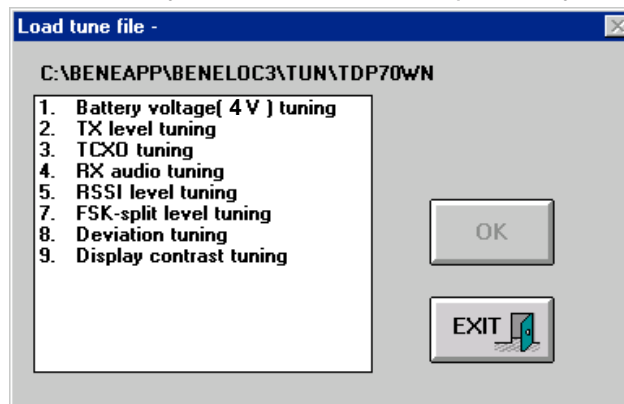 Load tune file -
C:\BENEAPP\BENELOC3\TUN\TDP70WN
1. Battery voltage( 4 V ) tuning
2. TX level tuning
3. TCXO tuning
4. RX audio tuning
5. RSSI level tuning
7. FSK-split level tuning
8. Deviation tuning
9. Display contrast tuning
OK
EXIT